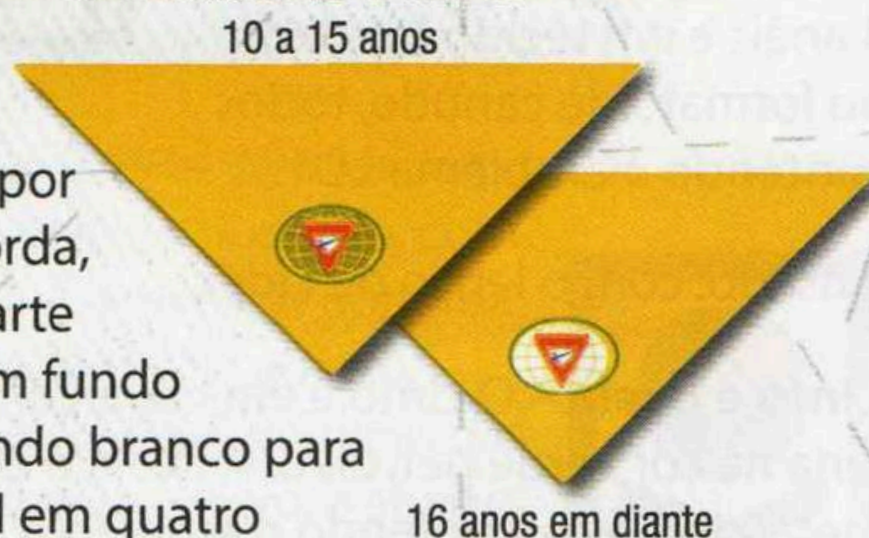 10 a 15 anos
por
rda,
arte
m fundo
ndo branco para
em quatro
16 anos em diante